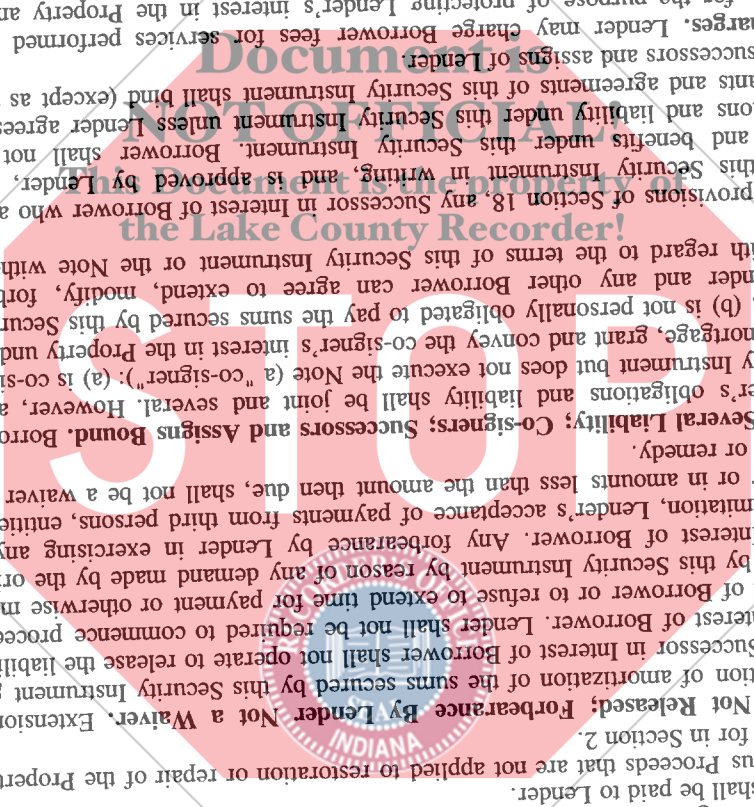 shall be paid to Lender.
us Proceeds that are not applied to restoration or repair of the Propert
for in Section 2.
Not Released; Forbearance By Lender Not a Waiver. Extension
tion of amortization of the sums secured by this Security Instrument g
Successor in Interest of Borrower shall not operate to release the liabili
terest of Borrower. Lender shall not be required to commence procee
of Borrower or to refuse to extend time for payment or otherwise m
by this Security Instrument by reason of any demand made by the ori
Interest of Borrower. Any forbearance by Lender in exercising any
mitation, Lender's acceptance of payments from third persons, entitie
or in amounts less than the amount then due, shall not be a waiver
or remedy.
Several Liability; Co-signers; Successors and Assigns Bound. Borro
er's obligations and liability shall be joint and several. However, a
y Instrument but does not execute the Note (a "co-signer"): (a) is co-si
mortgage, grant and convey the co-signer's interest in the Property und
(b) is not personally obligated to pay the sums secured by this Secur
nder and any other Borrower can agree to extend, modify, forb
ith regard to the terms of this Security Instrument or the Note with
provisions of Section 18, any Successor in Interest of Borrower who a
this Security Instrument in writing, and is approved by Lender,
and benefits under this Security Instrument. Borrower shall not
ons and liability under this Security Instrument unless Lender agrees
nts and agreements of this Security Instrument shall bind (except as
successors and assigns of Lender.
arges. Lender may charge Borrower fees for services performed
for the purpose of protecting Lender's interest in the Property an
Document is
NOT OFFICIAL!
This Document is the property of
the Lake County Recorder!
STOP
INDIANA